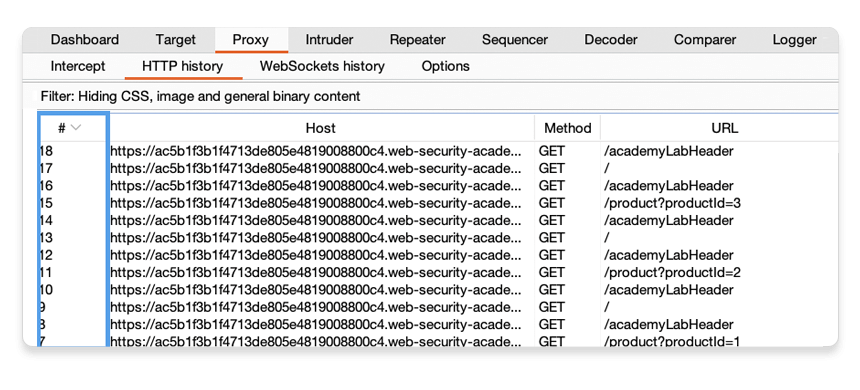 Dashboard Target Proxy Intruder Repeater Sequencer Decoder Comparer Logger
Intercept HTTP history WebSockets history Options
Filter: Hiding CSS, image and general binary content
# Host Method URL
18 https://ac5b1f3b1f4713de805e4819008800c4.web-security-acade... GET /academyLabHeader
17 https://ac5b1f3b1f4713de805e4819008800c4.web-security-acade... GET /
16 https://ac5b1f3b1f4713de805e4819008800c4.web-security-acade... GET /academyLabHeader
15 https://ac5b1f3b1f4713de805e4819008800c4.web-security-acade... GET /product?productId=3
14 https://ac5b1f3b1f4713de805e4819008800c4.web-security-acade... GET /academyLabHeader
13 https://ac5b1f3b1f4713de805e4819008800c4.web-security-acade... GET /
12 https://ac5b1f3b1f4713de805e4819008800c4.web-security-acade... GET /academyLabHeader
11 https://ac5b1f3b1f4713de805e4819008800c4.web-security-acade... GET /product?productId=2
10 https://ac5b1f3b1f4713de805e4819008800c4.web-security-acade... GET /academyLabHeader
9 https://ac5b1f3b1f4713de805e4819008800c4.web-security-acade... GET /
8 https://ac5b1f3b1f4713de805e4819008800c4.web-security-acade... GET /academyLabHeader
7 https://ac5b1f3b1f4713de805e4819008800c4.web-security-acade... GET /product?productId=1